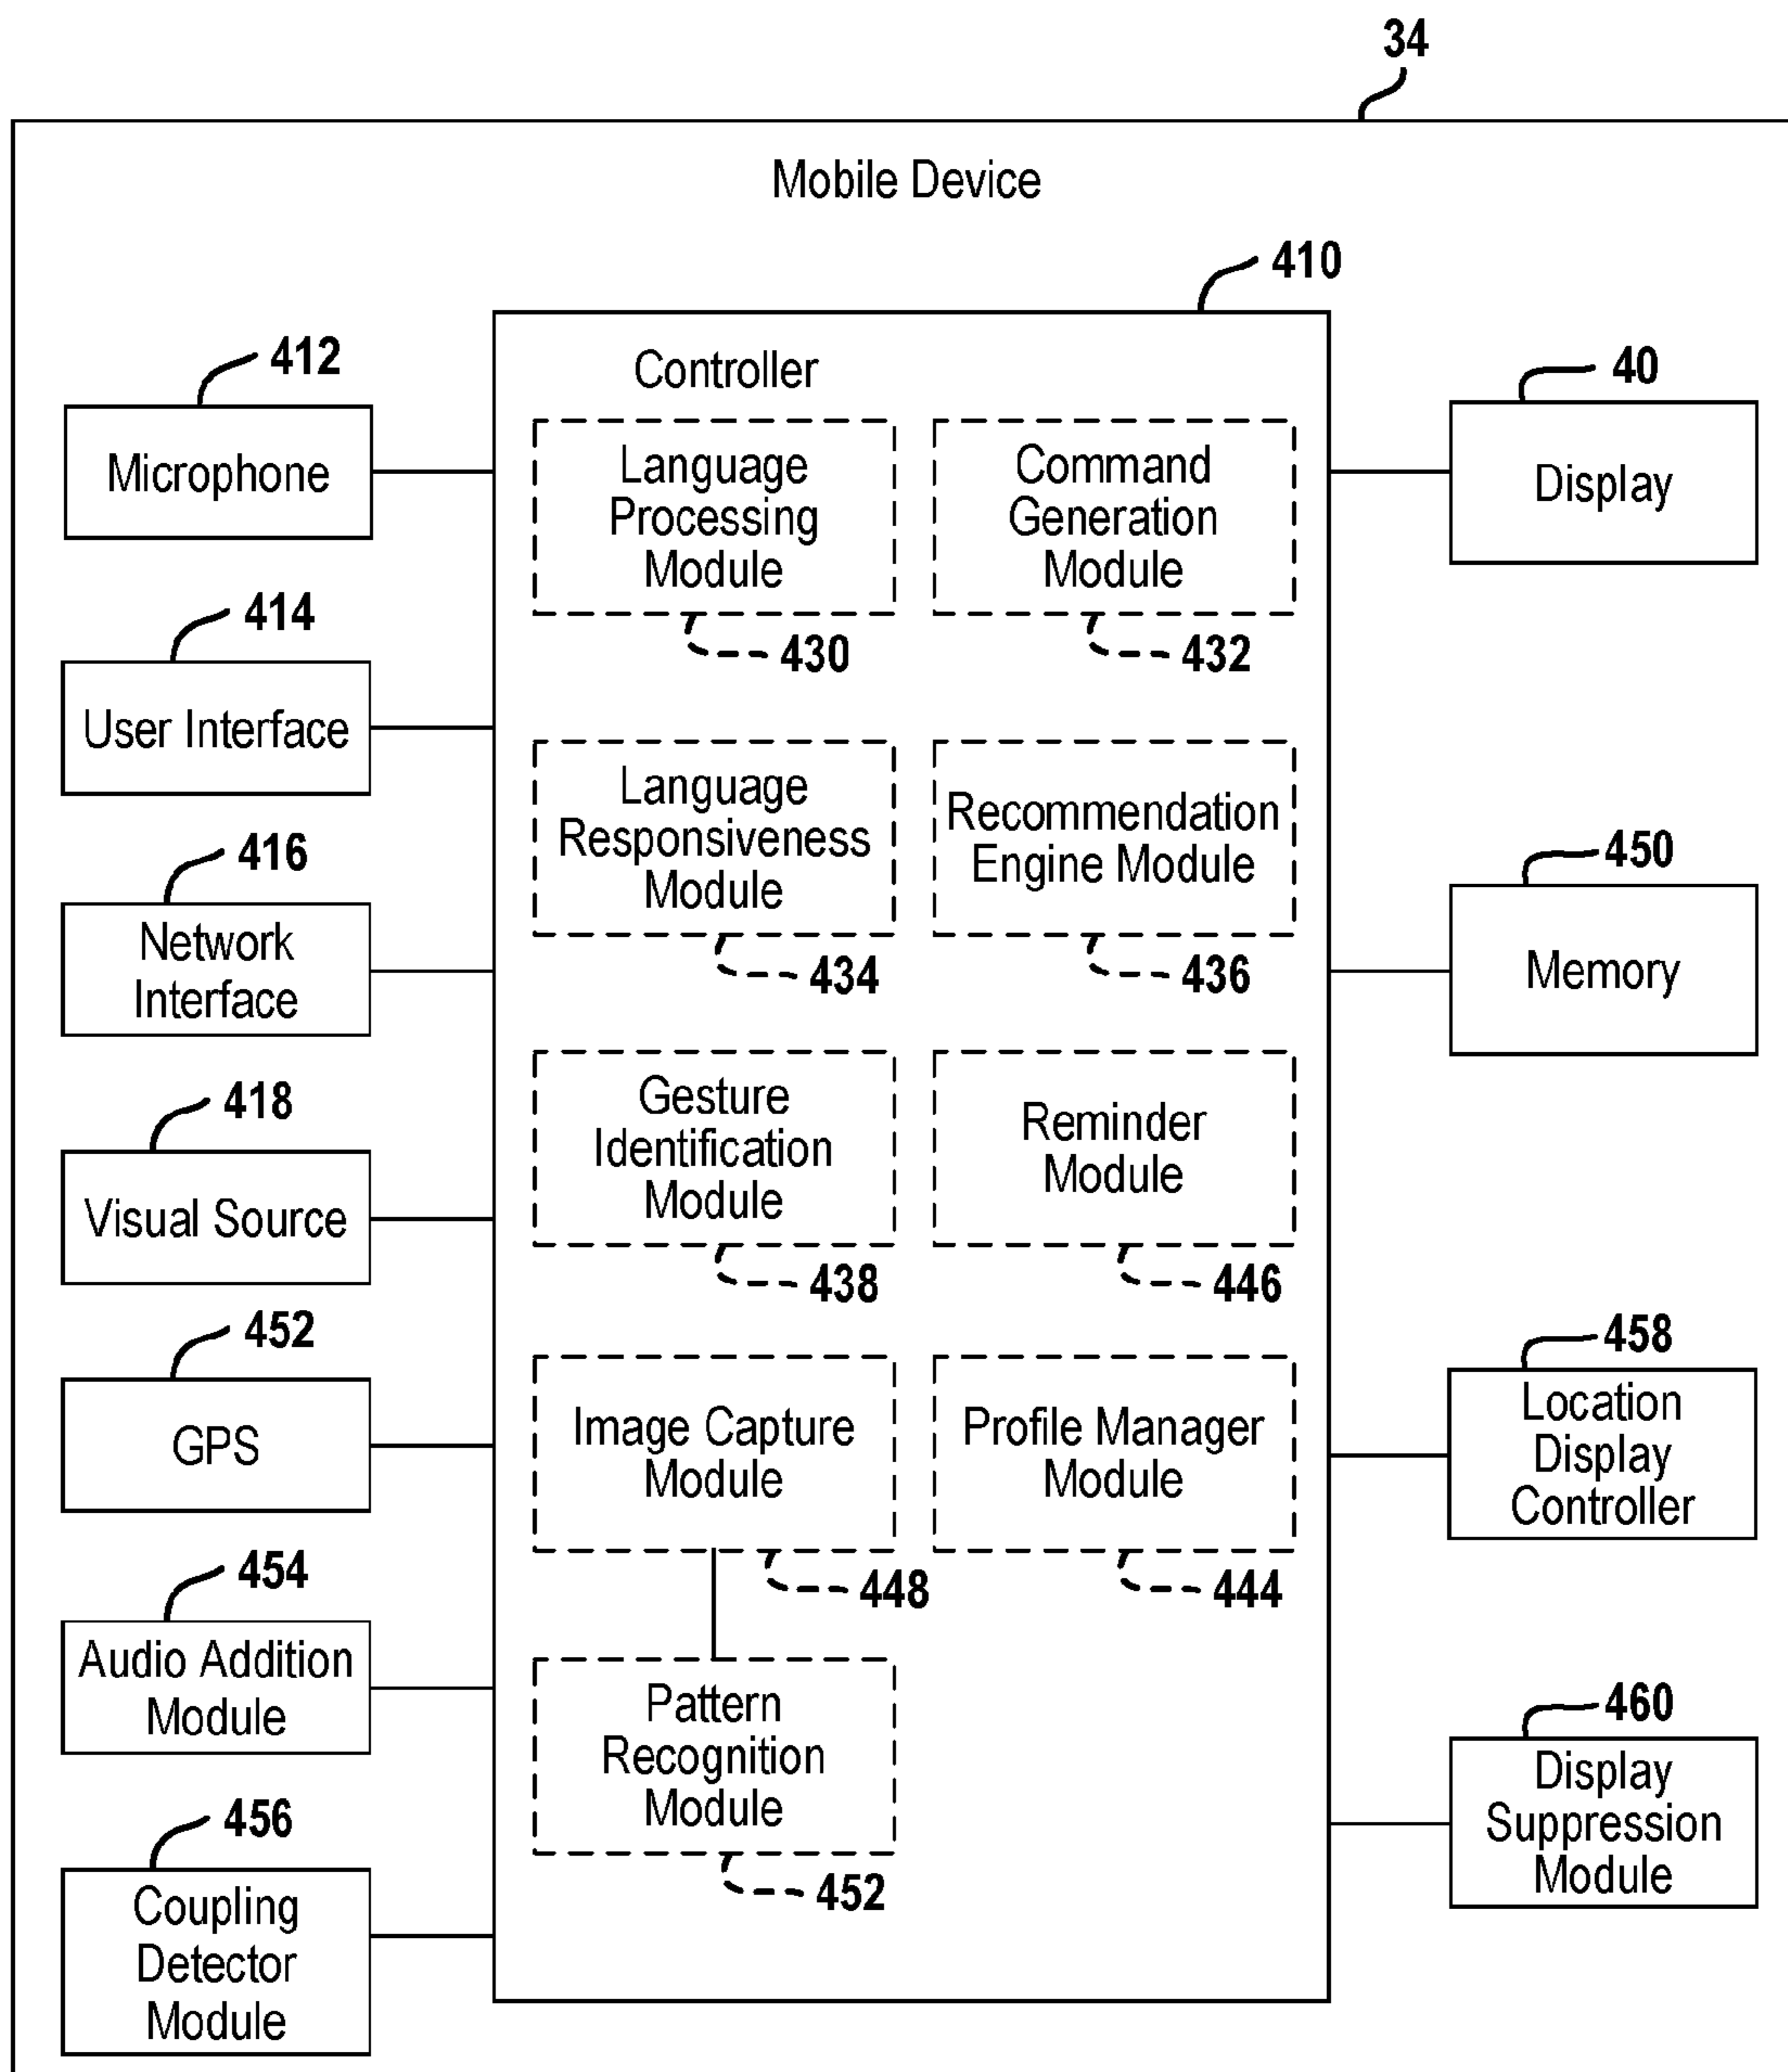 34
Mobile Device
410
412
Microphone
414
User Interface
416
Network
Interface
418
Visual Source
452
GPS
454
Audio Addition
Module
456
Coupling
Detector
Module
Controller
Language
Processing
Module
430
Command
Generation
Module
432
Language
Responsiveness
Module
434
Recommendation
Engine Module
436
Gesture
Identification
Module
438
Reminder
Module
446
Image Capture
Module
448
Profile Manager
Module
444
Pattern
Recognition
Module
452
40
Display
450
Memory
458
Location
Display
Controller
460
Display
Suppression
Module